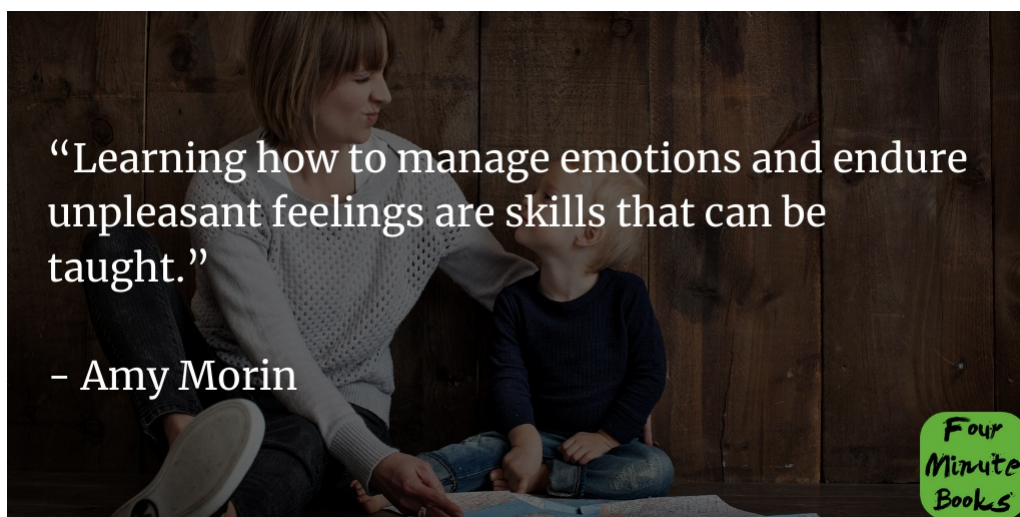 “Learning how to manage emotions and endure
unpleasant feelings are skills that can be
taught.”
– Amy Morin
Four
Minute
Books